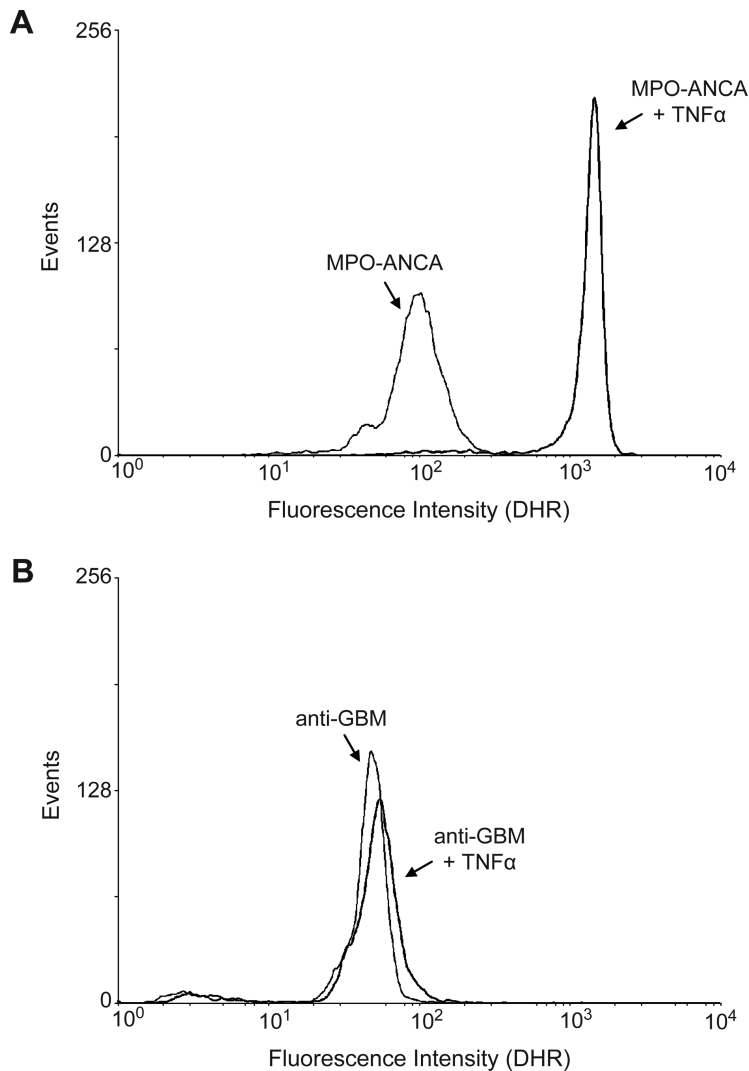 A
256
MPO-ANCA
+ TNFα
Events
128
MPO-ANCA
0
10⁰ 10¹ 10² 10³ 10⁴
Fluorescence Intensity (DHR)
B
256
anti-GBM
Events
128
anti-GBM
+ TNFα
0
10⁰ 10¹ 10² 10³ 10⁴
Fluorescence Intensity (DHR)